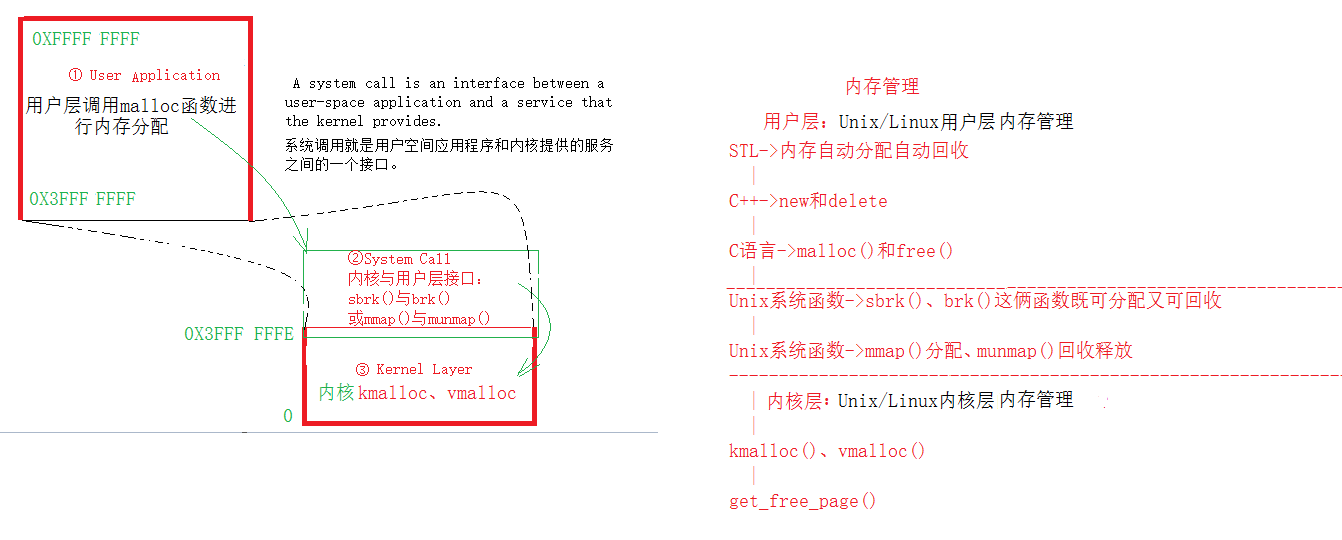 0XFFFF FFFF
① User Application
用户层调用malloc函数进
行内存分配
0X3FFF FFFF
A system call is an interface between a
user-space application and a service that
the kernel provides.
系统调用就是用户空间应用程序和内核提供的服务
之间的一个接口。
②System Call
内核与用户层接口:
sbrk()与brk()
或mmap()与munmap()
0X3FFF FFFE
③ Kernel Layer
内核 kmalloc、vmalloc
0
内存管理
用户层: Unix/Linux用户层 内存管理
STL->内存自动分配自动回收
C++->new和delete
C语言->malloc()和free()
Unix系统函数->sbrk()、brk()这俩函数既可分配又可回收
Unix系统函数->mmap()分配、munmap()回收释放
内核层: Unix/Linux内核层 内存管理
kmalloc()、vmalloc()
get_free_page()